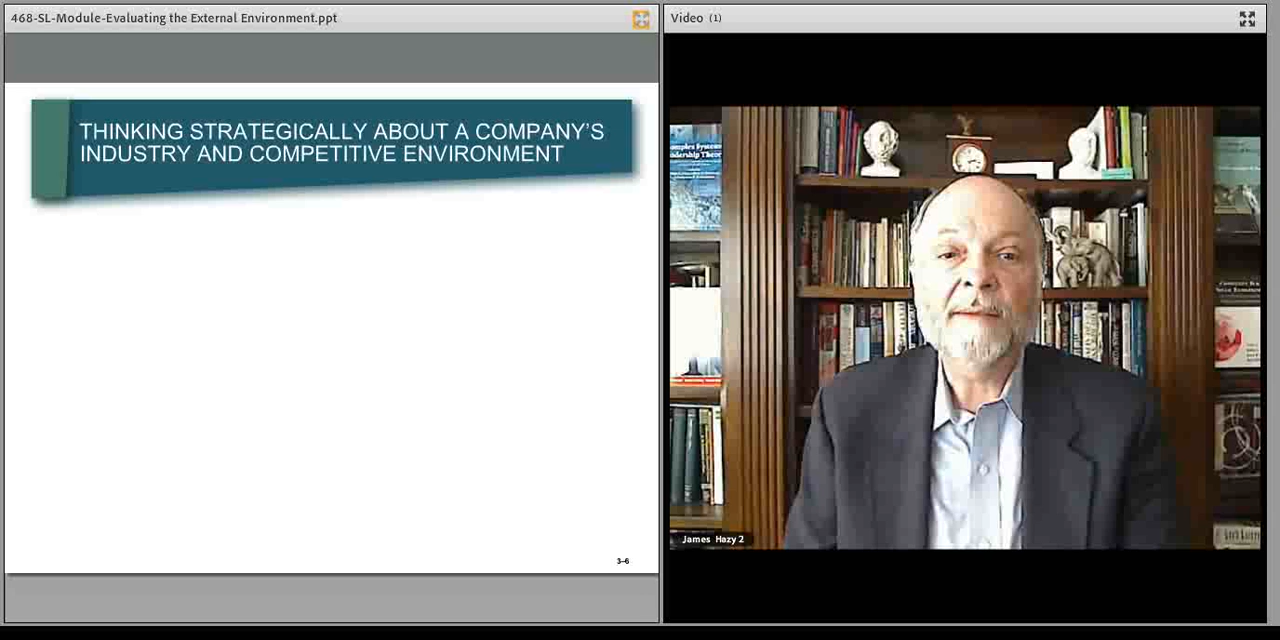 468-SL-Module-Evaluating the External Environment.ppt
THINKING STRATEGICALLY ABOUT A COMPANY'S
INDUSTRY AND COMPETITIVE ENVIRONMENT
3–6
Video (1)
James Hazy 2